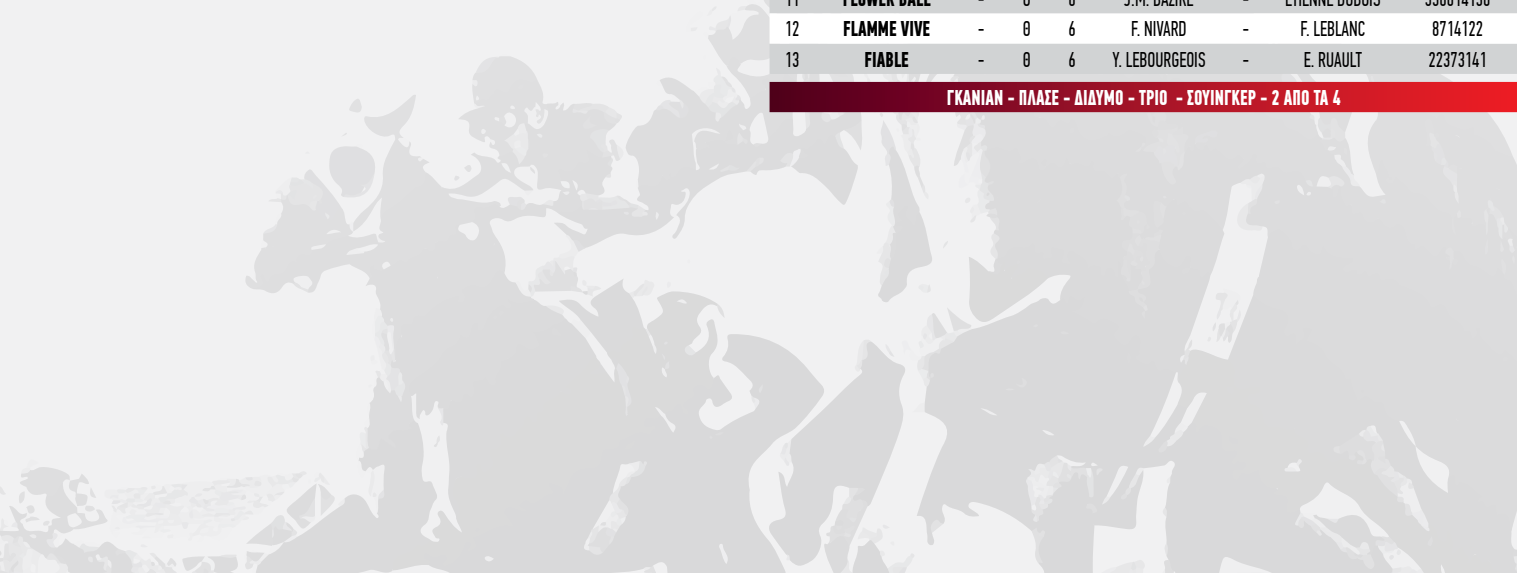 12 FLAMME VIVE - Θ 6 F. NIVARD - F. LEBLANC 8714122
13 FIABLE - Θ 6 Y. LEBOURGEOIS - E. RUAULT 22373141
ΓΚΑΝΙΑΝ - ΠΛΑΣΕ - ΔΙΔΥΜΟ - ΤΡΙΟ - ΣΟΥΙΝΓΚΕΡ - 2 ΑΠΟ ΤΑ 4